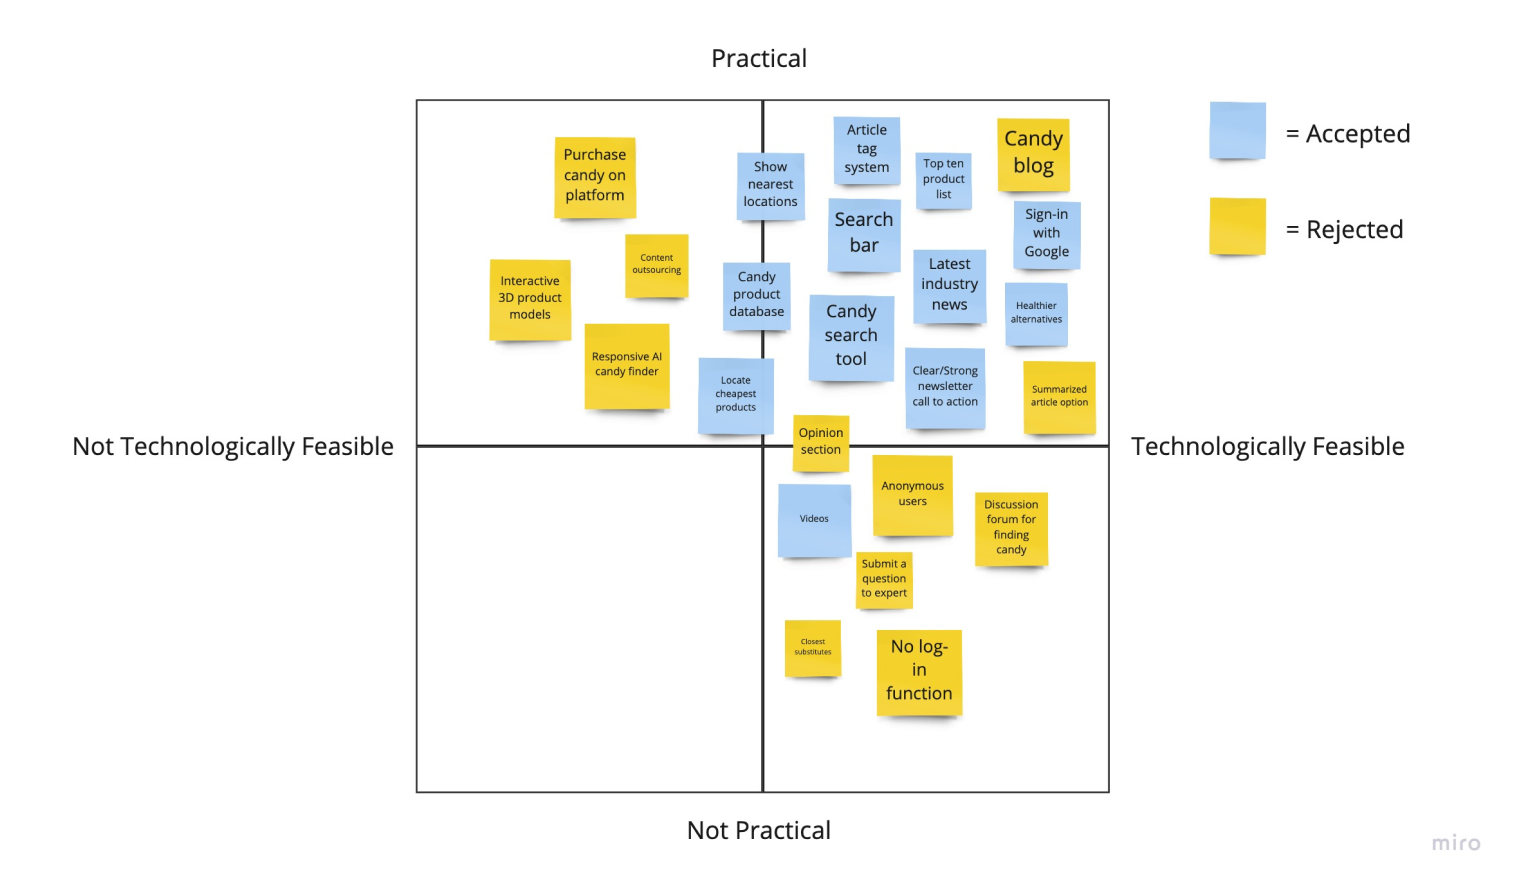 Practical
Purchase
candy on
platform
Show
nearest
locations
Article
tag
system
Top ten
product
list
Candy
blog
= Accepted
Content
outsourcing
Search
bar
Sign-in
with
Google
= Rejected
Interactive
3D product
models
Candy
product
database
Latest
industry
news
Healthier
alternatives
Responsive AI
candy finder
Locate
cheapest
products
Candy
search
tool
Clear/Strong
newsletter
call to action
Summarized
article option
Not Technologically Feasible
Opinion
section
Technologically Feasible
Videos
Anonymous
users
Discussion
forum for
finding
candy
Submit a
question
to expert
Closest
substitutes
No log-
in
function
Not Practical
miro